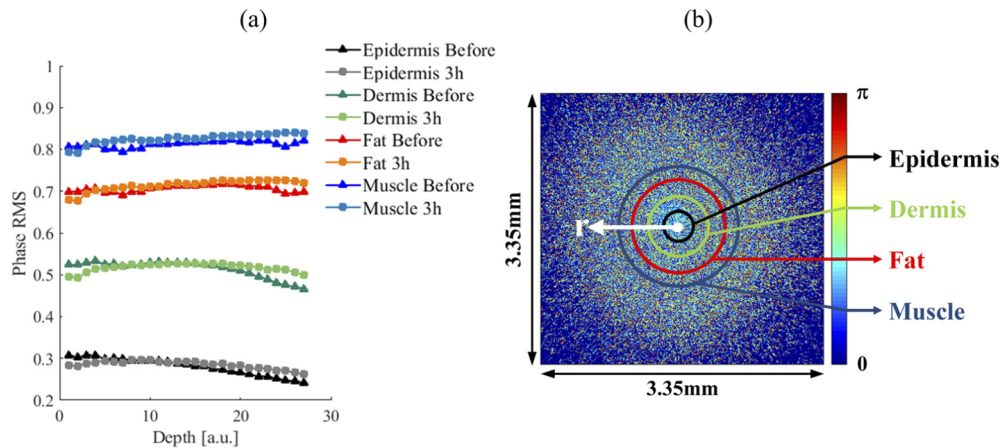 (a)
Epidermis Before
Epidermis 3h
Dermis Before
Dermis 3h
Fat Before
Fat 3h
Muscle Before
Muscle 3h
1
0.9
0.8
0.7
0.6
0.5
0.4
0.3
0.2
Phase RMS
0
10
20
30
Depth [a.u.]
(b)
3.35mm
r
π
0
Epidermis
Dermis
Fat
Muscle
3.35mm